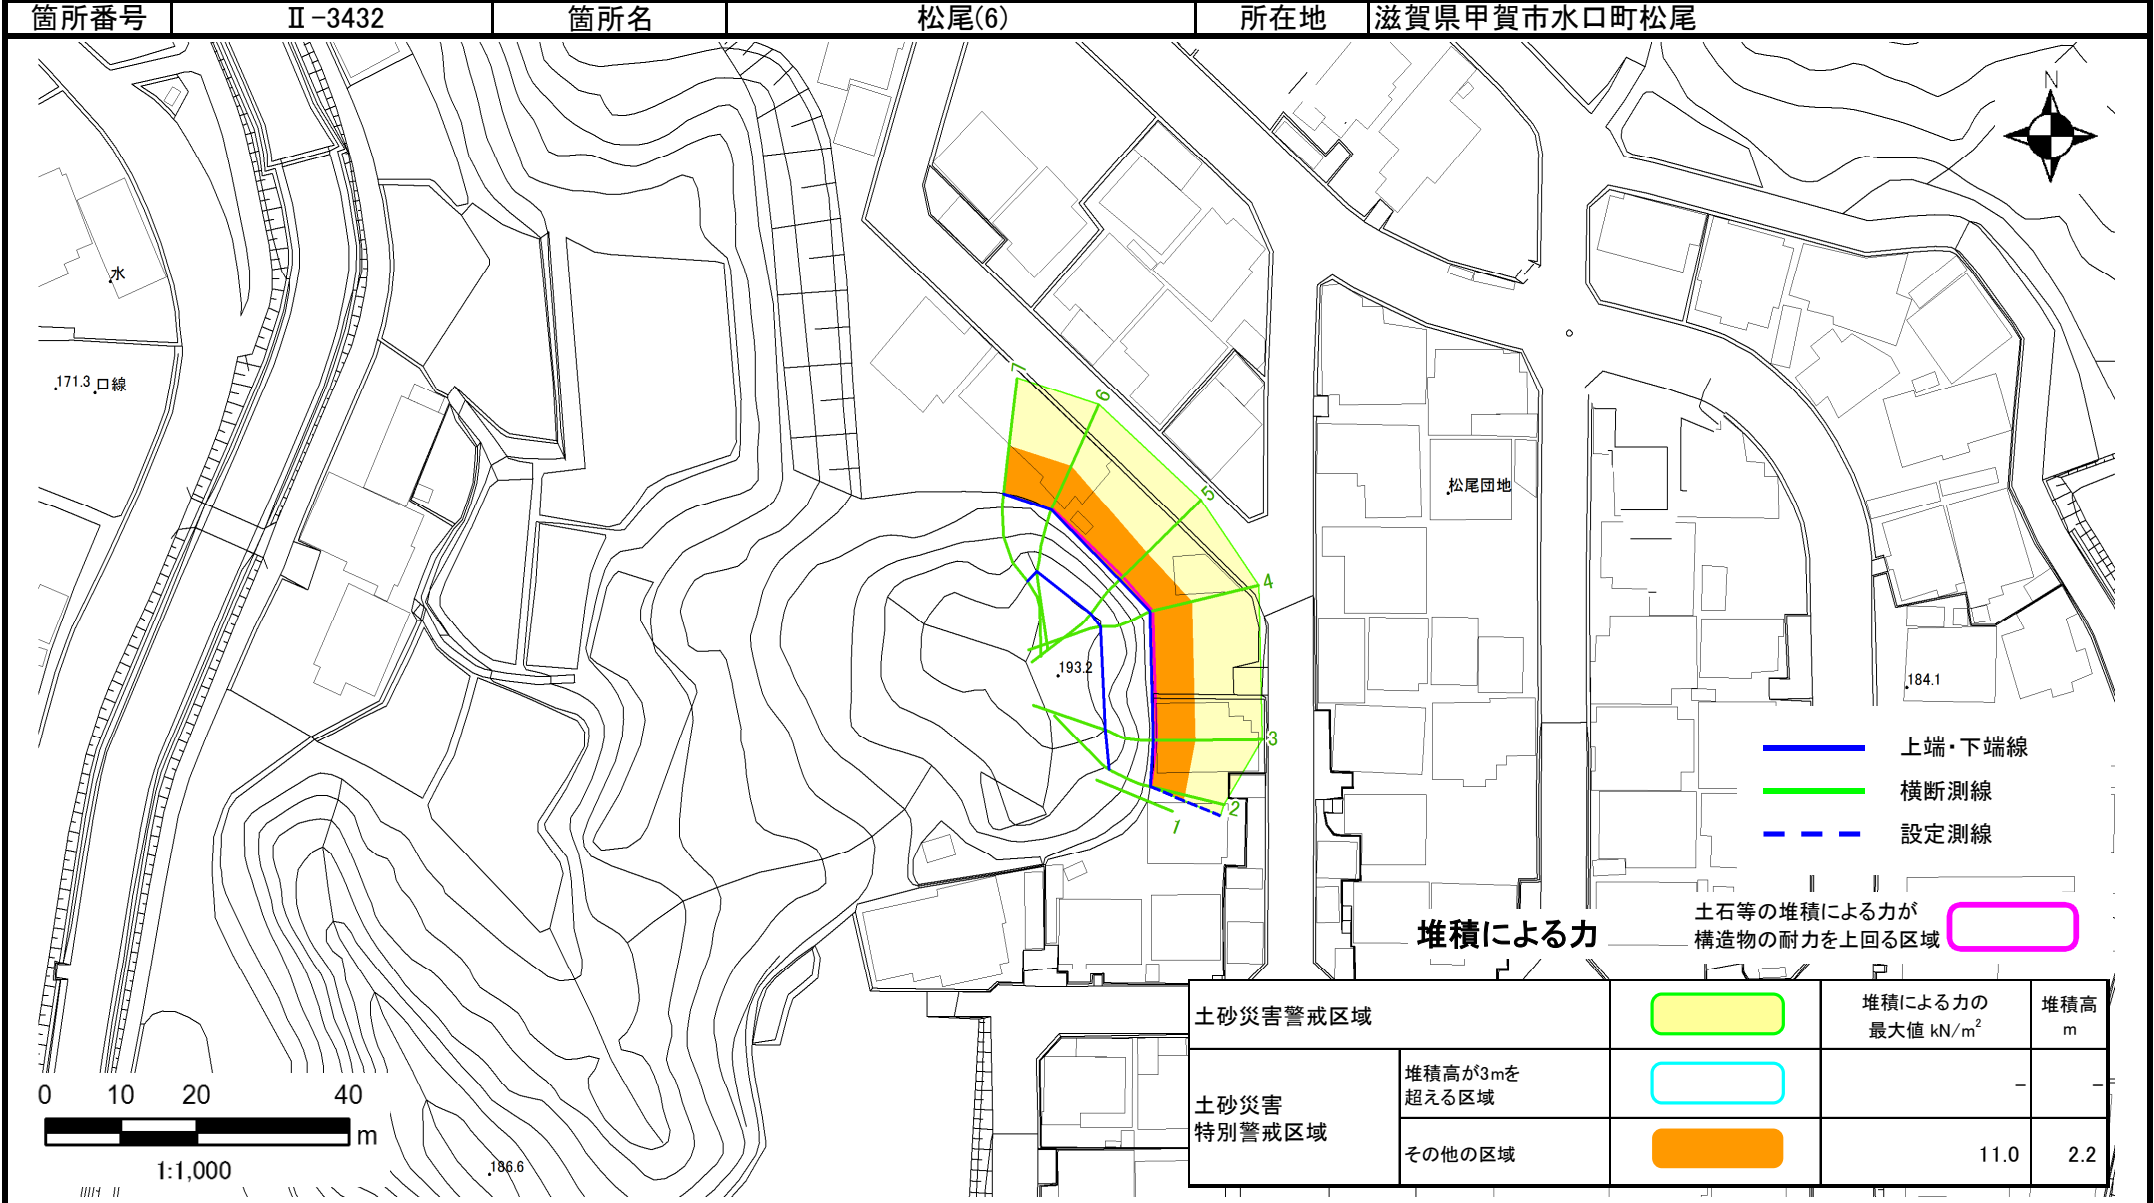 箇所番号 Ⅱ-3432 箇所名 松尾(6) 所在地 滋賀県甲賀市水口町松尾
N
水
171.3 口線
7
6
5
松尾団地
4
193.2
184.1
3
2
1
上端・下端線
横断測線
設定測線
堆積による力
土石等の堆積による力が
構造物の耐力を上回る区域
土砂災害警戒区域
堆積による力の
最大値 kN/m²
堆積高
m
土砂災害
特別警戒区域
堆積高が3mを
超える区域
－ －
その他の区域 11.0 2.2
0 10 20 40
m
1:1,000
186.6